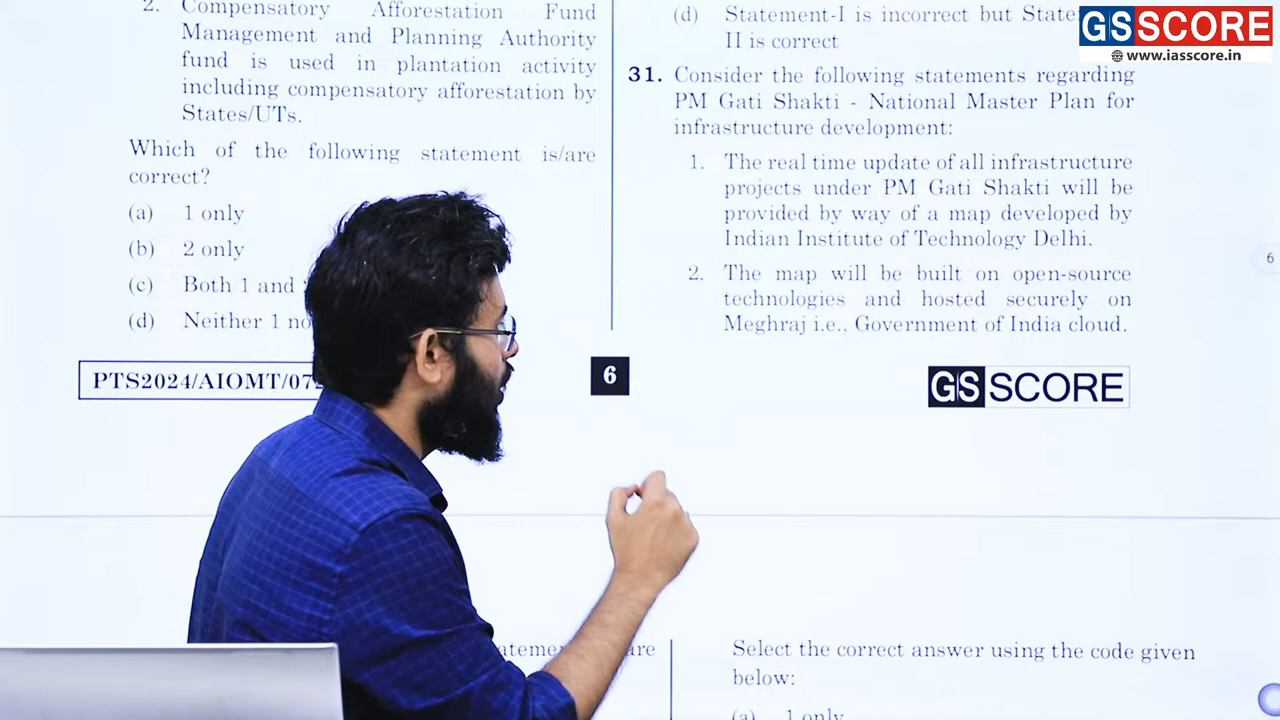 2. Compensatory Afforestation Fund
Management and Planning Authority
fund is used in plantation activity
including compensatory afforestation by
States/UTs.
Which of the following statement is/are
correct?
(a) 1 only
(b) 2 only
(c) Both 1 and
(d) Neither 1
PTS2024/AIOMT/07
6
(d) Statement-I is incorrect but
II is correct
31. Consider the following statements regarding
PM Gati Shakti - National Master Plan for
infrastructure development:
1. The real time update of all infrastructure
projects under PM Gati Shakti will be
provided by way of a map developed by
Indian Institute of Technology Delhi.
2. The map will be built on open-source
technologies and hosted securely on
Meghraj i.e., Government of India cloud.
GS SCORE
GSSCORE
www.iasscore.in
6
Select the correct answer using the code given
below:
(a) 1 only